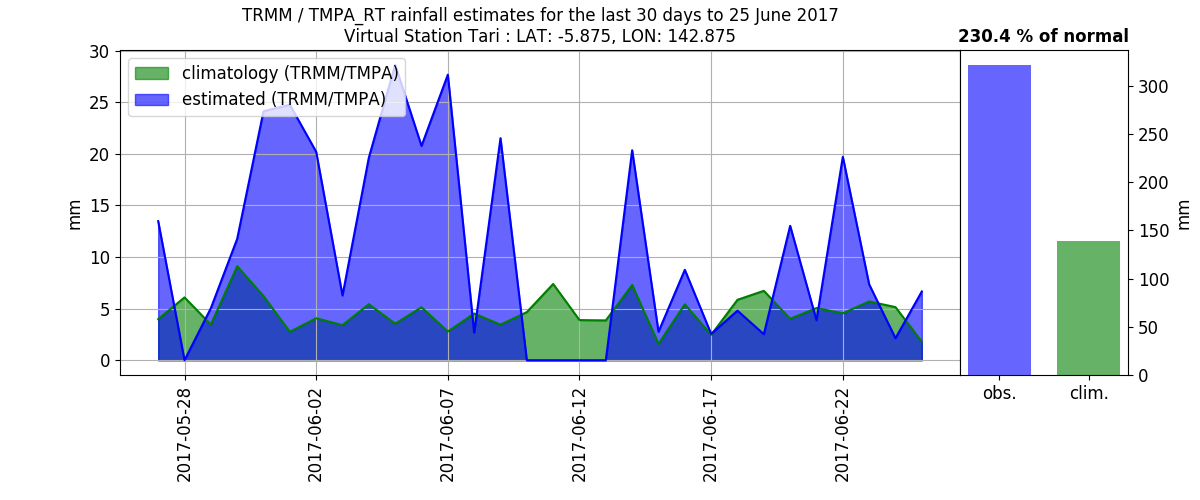 TRMM / TMPA_RT rainfall estimates for the last 30 days to 25 June 2017
Virtual Station Tari : LAT: -5.875, LON: 142.875
230.4 % of normal
climatology (TRMM/TMPA)
estimated (TRMM/TMPA)
mm
30
25
20
15
10
5
0
2017-05-28
2017-06-02
2017-06-07
2017-06-12
2017-06-17
2017-06-22
300
250
200
150
100
50
0
mm
obs.
clim.